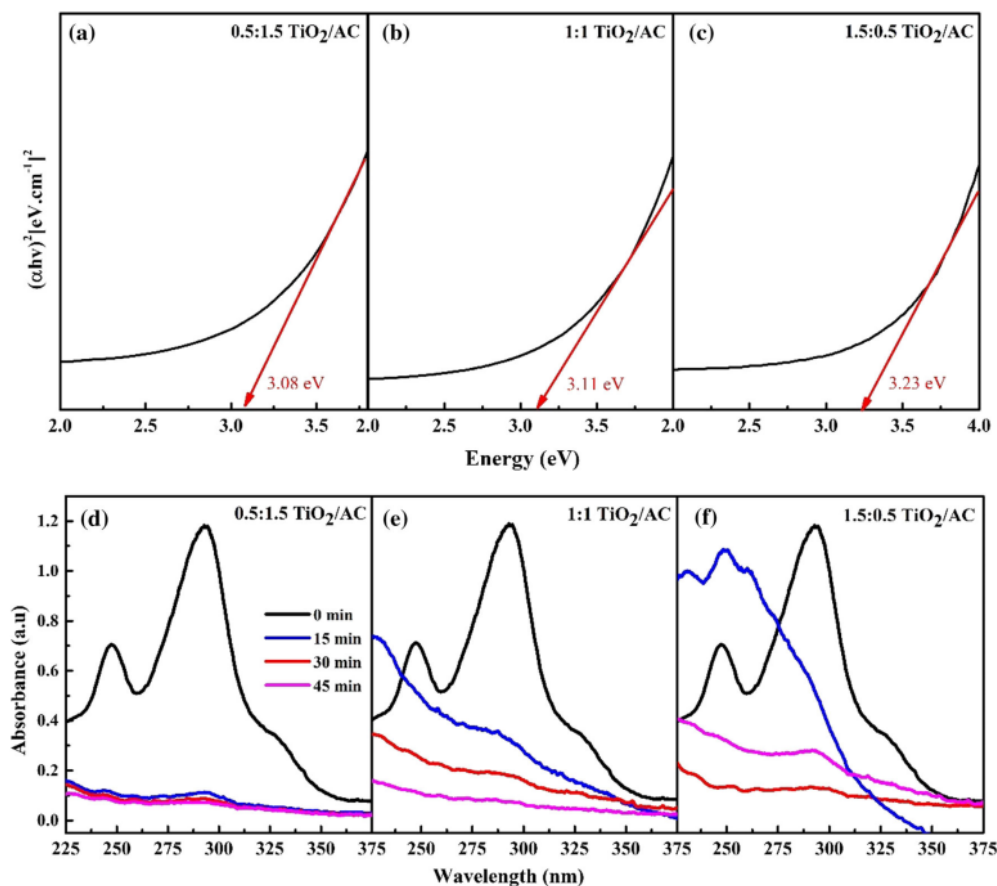 (a) 0.5:1.5 TiO₂/AC
(b) 1:1 TiO₂/AC
(c) 1.5:0.5 TiO₂/AC
(αhν)²|eV.cm⁻¹|²
3.08 eV
3.11 eV
3.23 eV
2.0 2.5 3.0 3.5 2.0 2.5 3.0 3.5 2.0 2.5 3.0 3.5 4.0
Energy (eV)
(d) 0.5:1.5 TiO₂/AC
(e) 1:1 TiO₂/AC
(f) 1.5:0.5 TiO₂/AC
Absorbance (a.u)
1.2
1.0
0.8
0.6
0.4
0.2
0.0
0 min
15 min
30 min
45 min
225 250 275 300 325 350 375 250 275 300 325 350 375 250 275 300 325 350 375
Wavelength (nm)